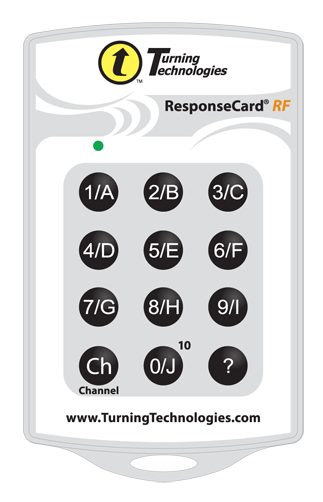 t Turning
Technologies
TM
ResponseCard® RF
1/A 2/B 3/C
4/D 5/E 6/F
7/G 8/H 9/I
10
Ch 0/J ?
Channel
www.TurningTechnologies.com